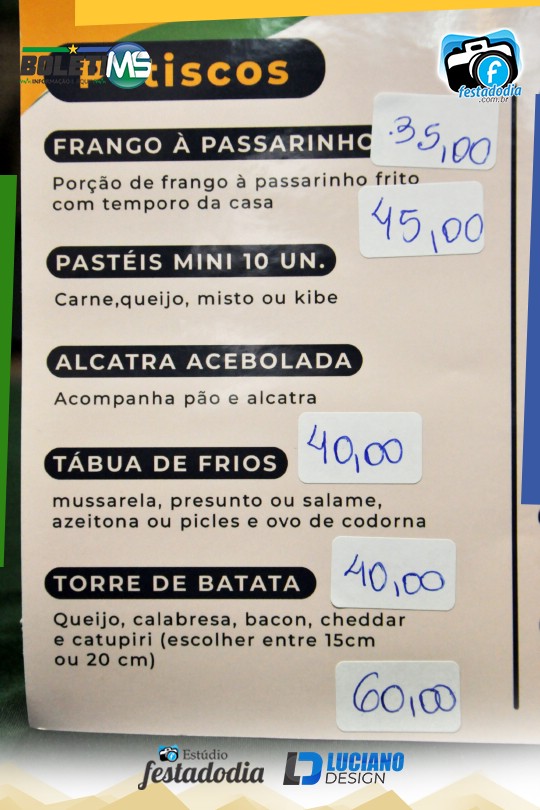 BOLETIM MS
Petiscos
festadodia
.com.br
FRANGO À PASSARINHO
35,00
Porção de frango à passarinho frito
com temporo da casa
45,00
PASTÉIS MINI 10 UN.
Carne,queijo, misto ou kibe
ALCATRA ACEBOLADA
Acompanha pão e alcatra
40,00
TÁBUA DE FRIOS
mussarela, presunto ou salame,
azeitona ou picles e ovo de codorna
40,00
TORRE DE BATATA
Queijo, calabresa, bacon, cheddar
e catupiri (escolher entre 15cm
ou 20 cm)
60,00
Estúdio
festadodia
LUCIANO
DESIGN